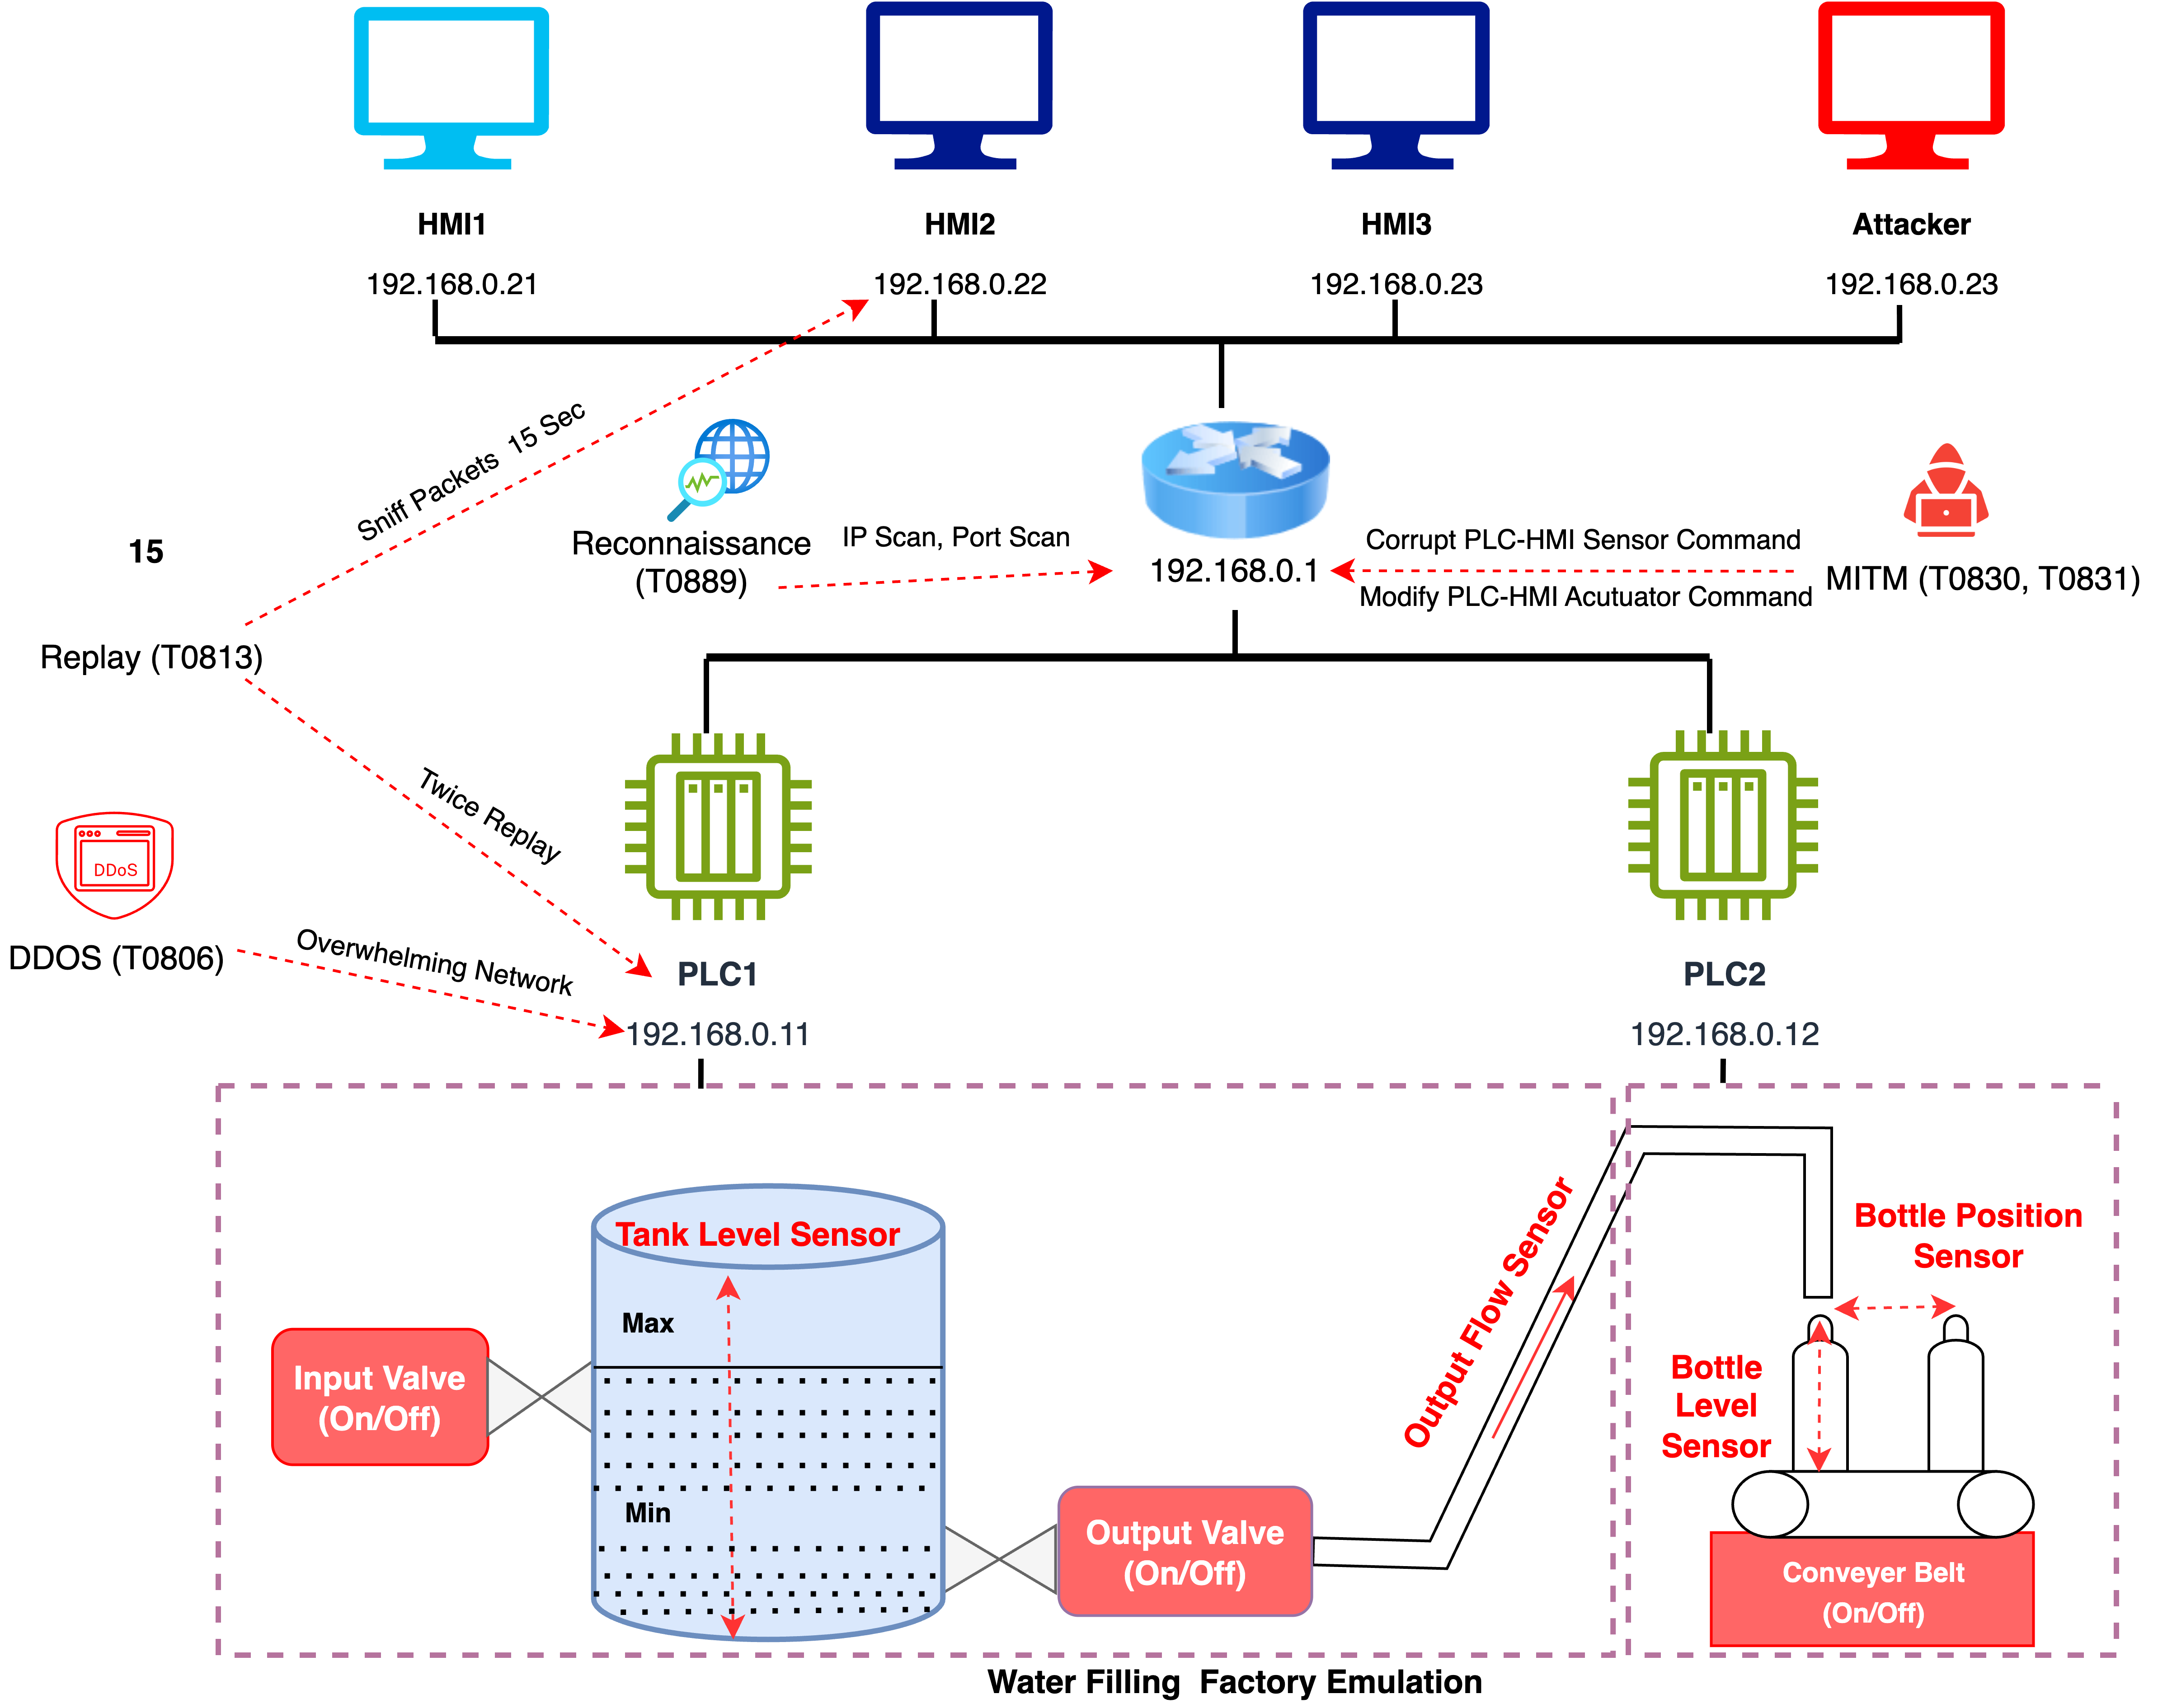 HMI1
HMI2
HMI3
Attacker
192.168.0.21
192.168.0.22
192.168.0.23
192.168.0.23
Sniff Packets  15 Sec
15
Replay (T0813)
Reconnaissance
(T0889)
IP Scan, Port Scan
192.168.0.1
Corrupt PLC-HMI Sensor Command
Modify PLC-HMI Acutuator Command
MITM (T0830, T0831)
Twice Replay
DDoS
DDOS (T0806)
Overwhelming Network
PLC1
192.168.0.11
PLC2
192.168.0.12
Tank Level Sensor
Max
Min
Input Valve
(On/Off)
Output Valve
(On/Off)
Output Flow Sensor
Bottle Position
Sensor
Bottle
Level
Sensor
Conveyer Belt
(On/Off)
Water Filling  Factory Emulation